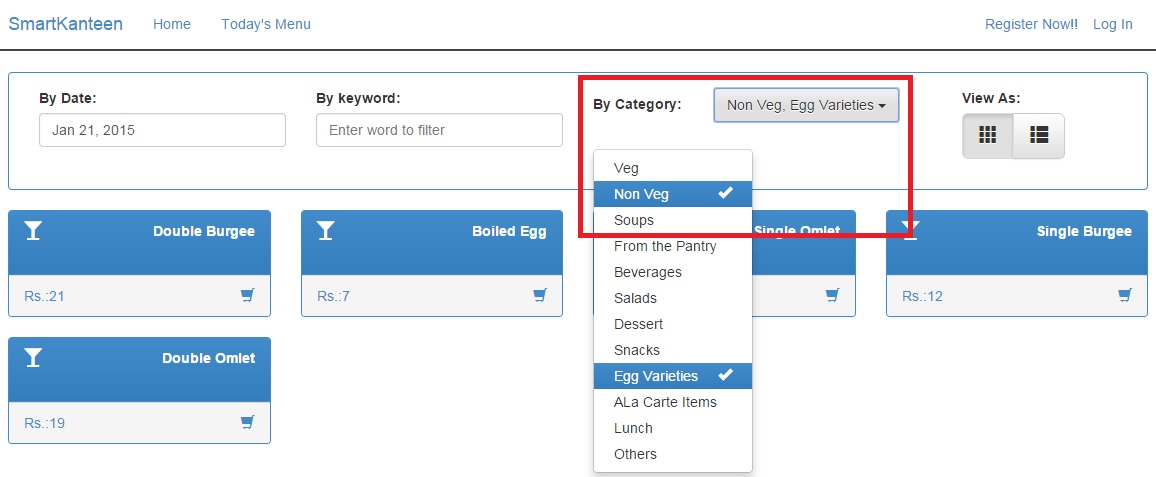 SmartKanteen Home Today's Menu Register Now!! Log In
By Date: By keyword: By Category: Non Veg, Egg Varieties View As:
Jan 21, 2015 Enter word to filter
Veg
Non Veg
Soups
From the Pantry
Beverages
Salads
Dessert
Snacks
Egg Varieties
ALa Carte Items
Lunch
Others
Double Burgee Boiled Egg Single Omlet Single Burgee
Rs.:21 Rs.:7 Rs.:12
Double Omlet
Rs.:19